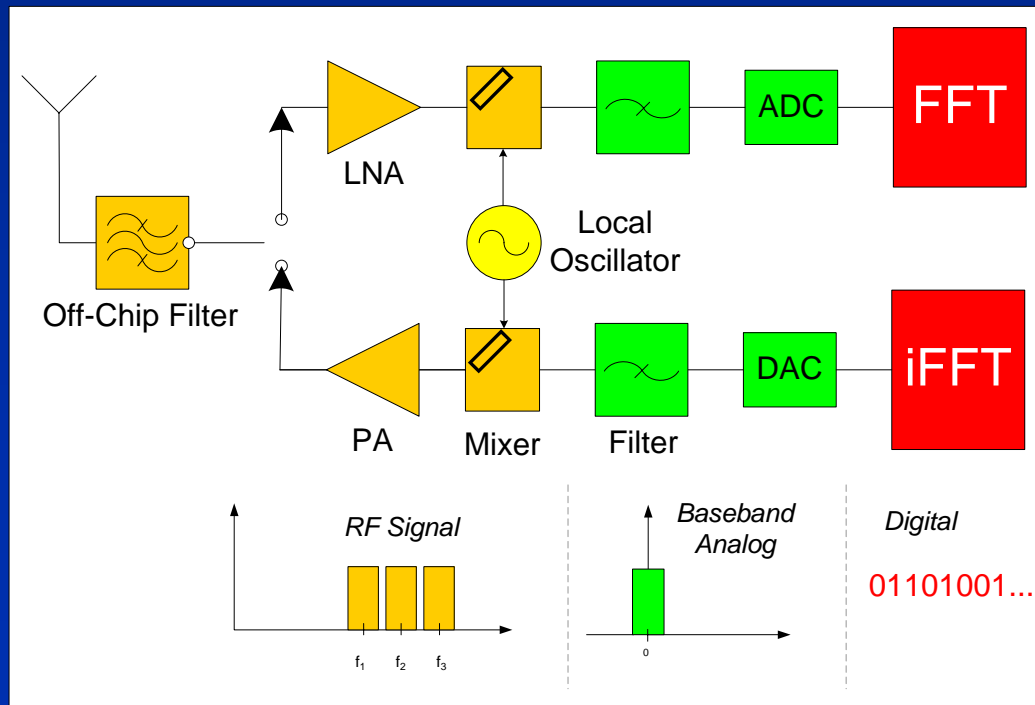 LNA
ADC
FFT
Local
Oscillator
Off-Chip Filter
PA
Mixer
Filter
DAC
iFFT
RF Signal
f₁ f₂ f₃
Baseband
Analog
0
Digital
01101001...